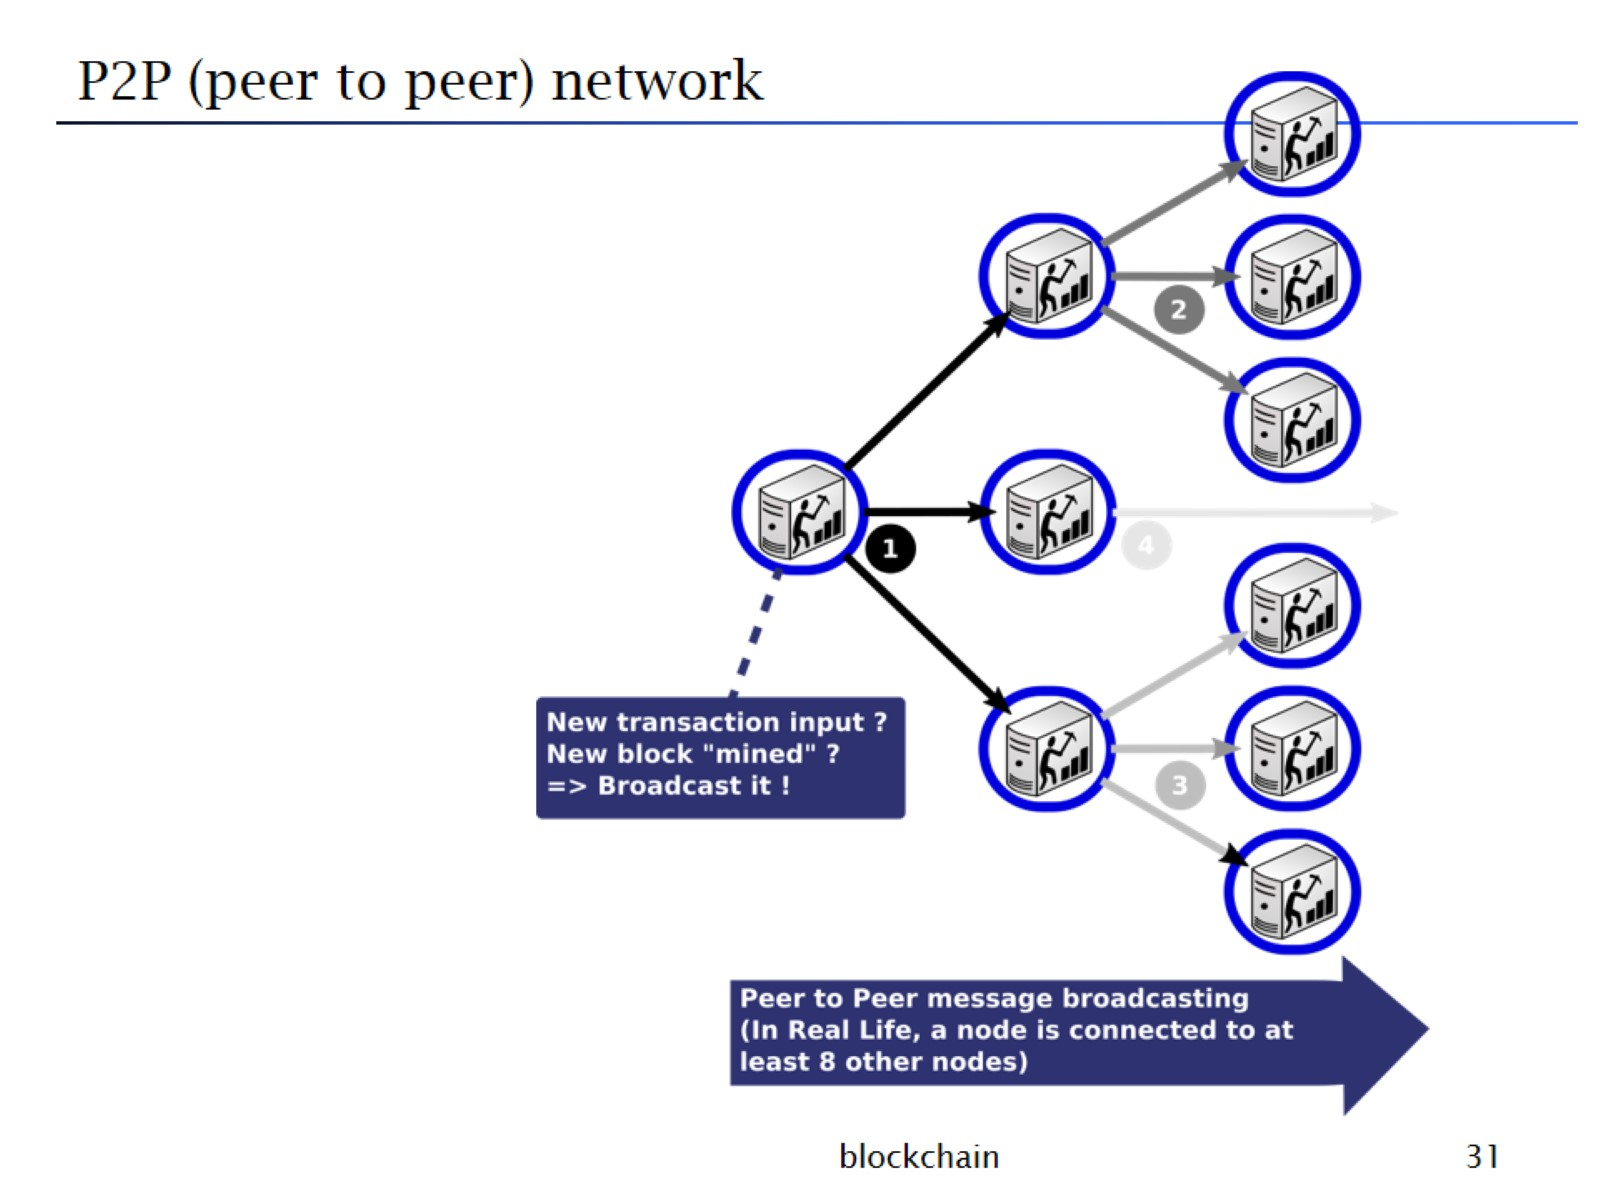 P2P (peer to peer) network
2
1
4
New transaction input ?
New block "mined" ?
=> Broadcast it !
3
Peer to Peer message broadcasting
(In Real Life, a node is connected to at
least 8 other nodes)
blockchain
31